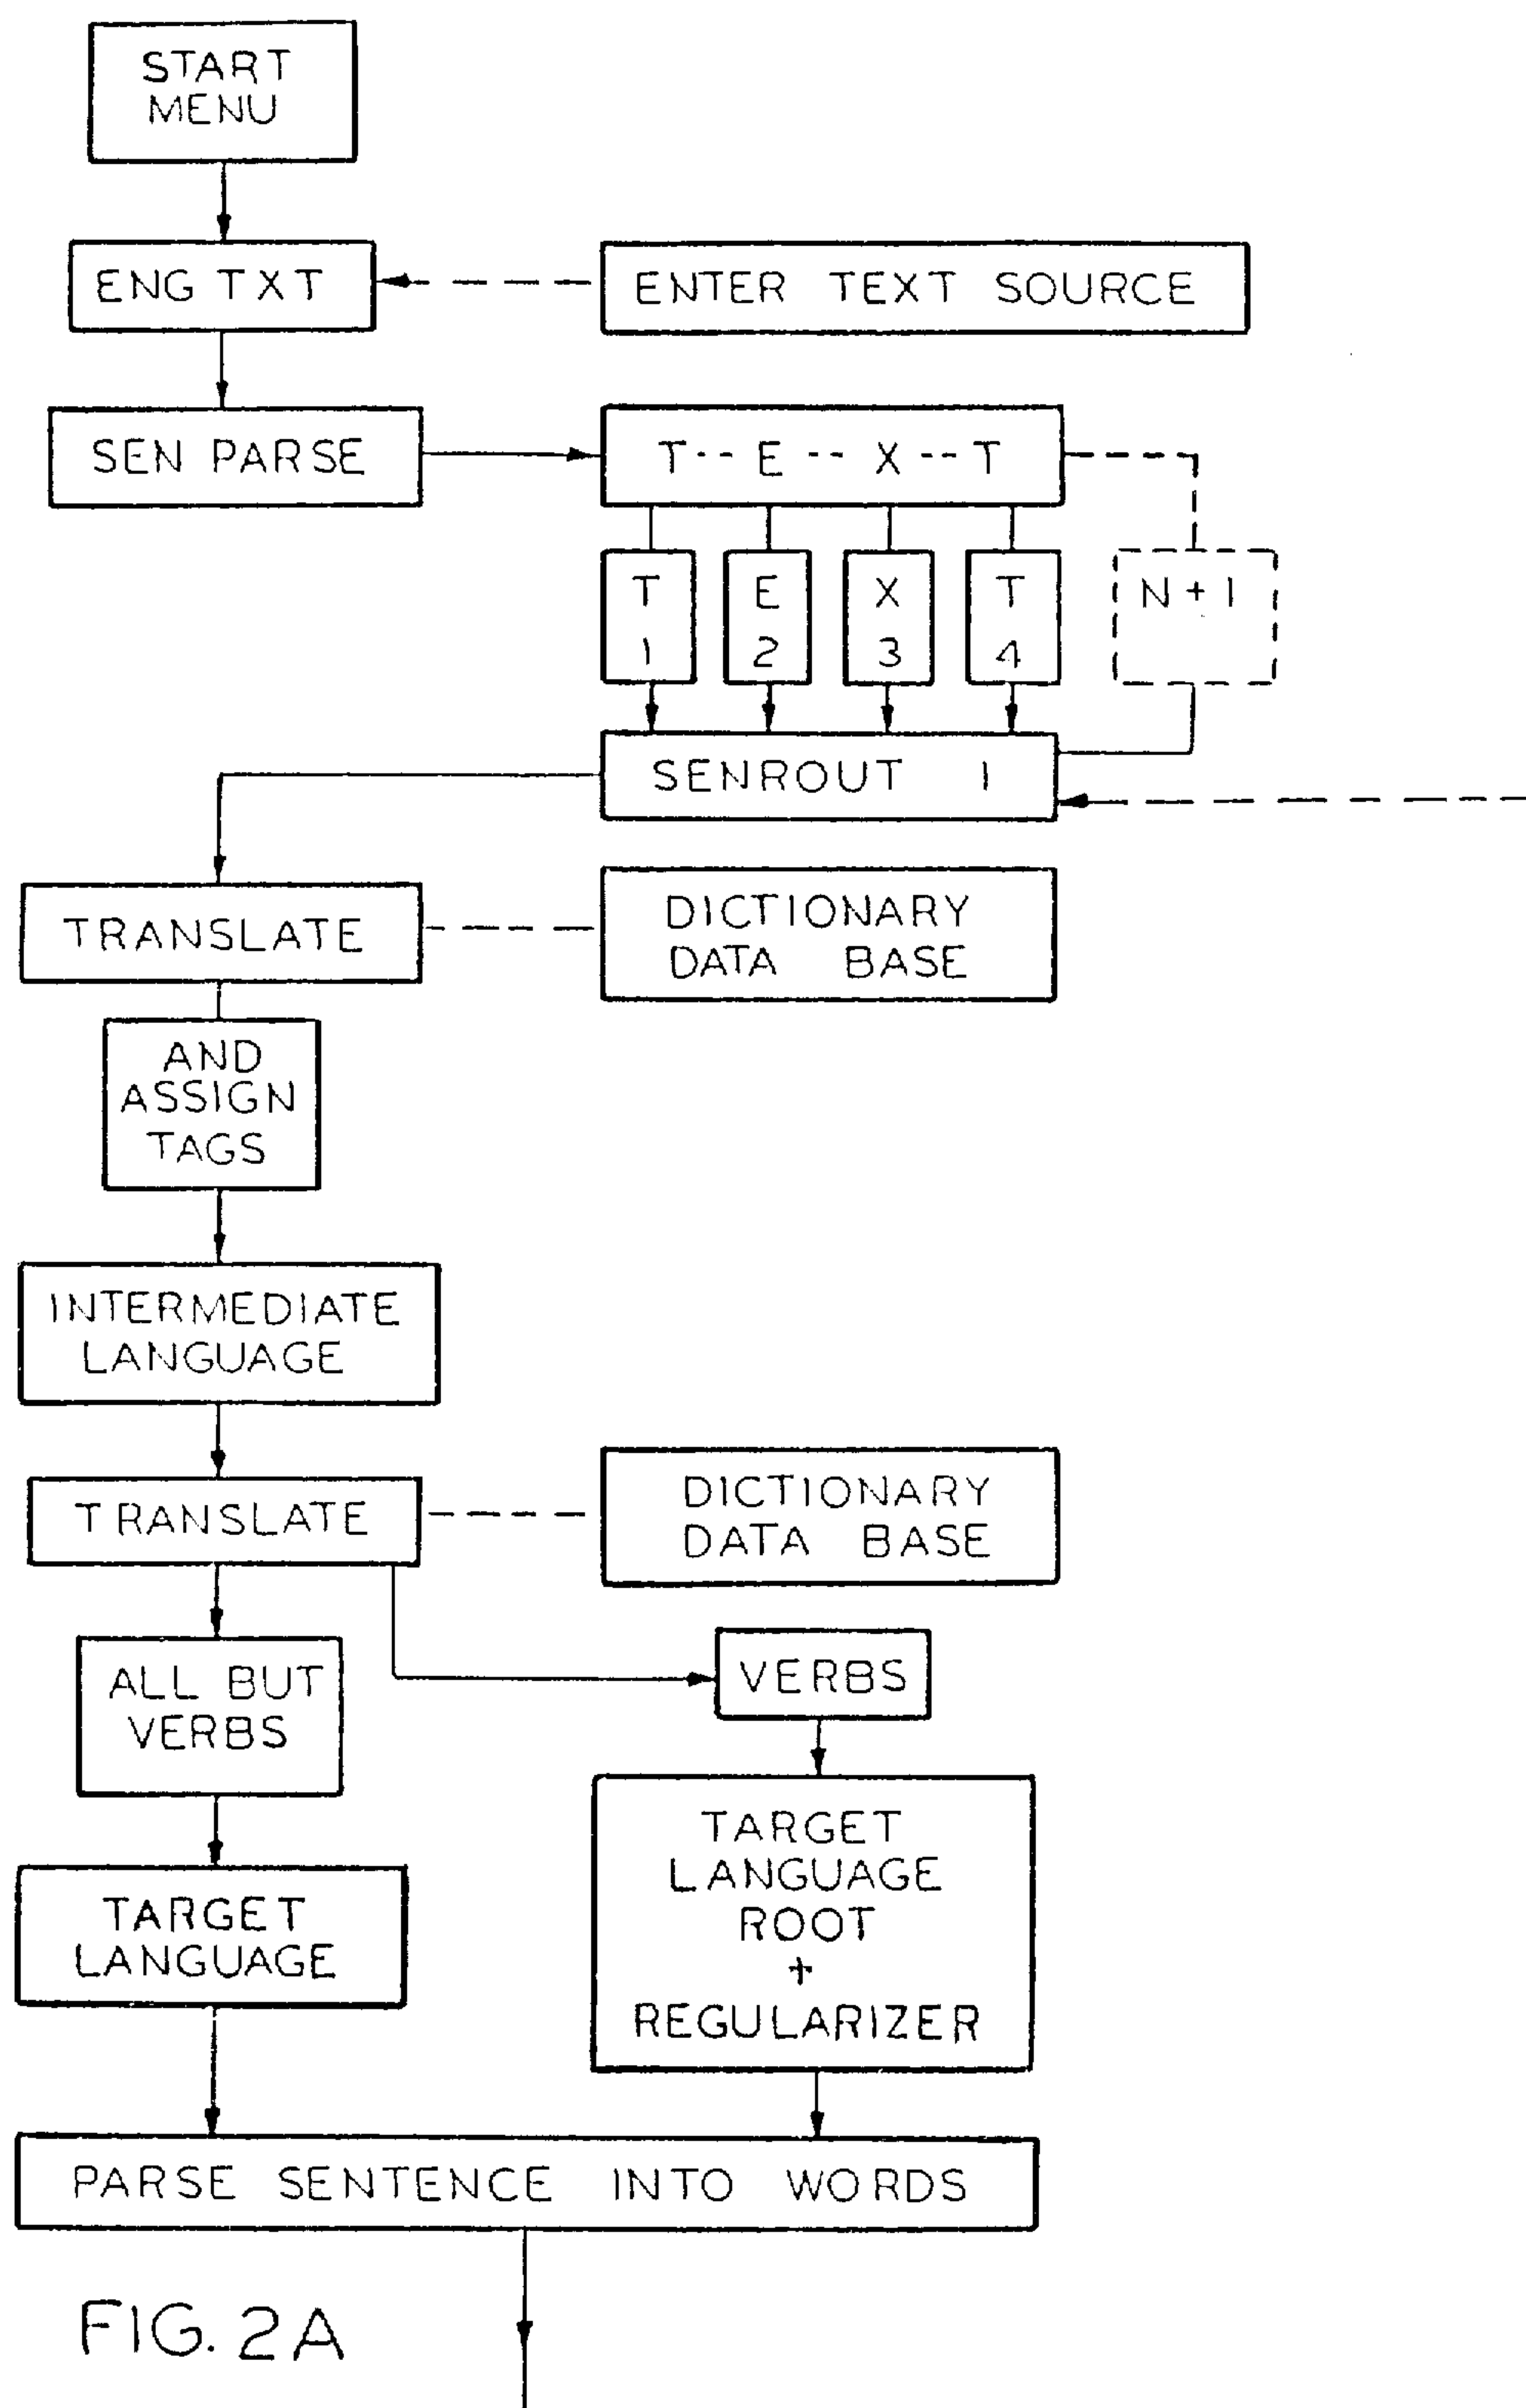 START
MENU
ENG TXT
ENTER TEXT SOURCE
SEN PARSE
T-- E -- X --T
T
1
E
2
X
3
T
4
N + 1
SENROUT 1
TRANSLATE
DICTIONARY
DATA BASE
AND
ASSIGN
TAGS
INTERMEDIATE
LANGUAGE
TRANSLATE
DICTIONARY
DATA BASE
ALL BUT
VERBS
VERBS
TARGET
LANGUAGE
TARGET
LANGUAGE
ROOT
+
REGULARIZER
PARSE SENTENCE INTO WORDS
FIG. 2A